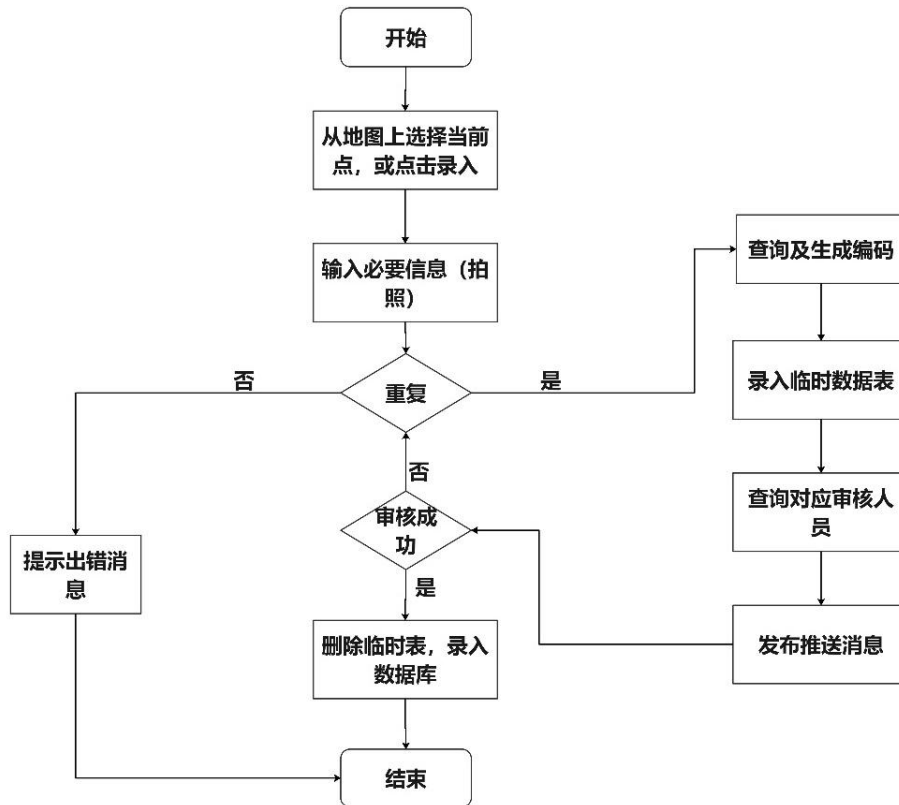 开始
从地图上选择当前
点，或点击录入
输入必要信息（拍
照）
查询及生成编码
否
重复
是
录入临时数据表
否
查询对应审核人
员
审核成
功
提示出错消
息
是
删除临时表，录入
数据库
发布推送消息
结束